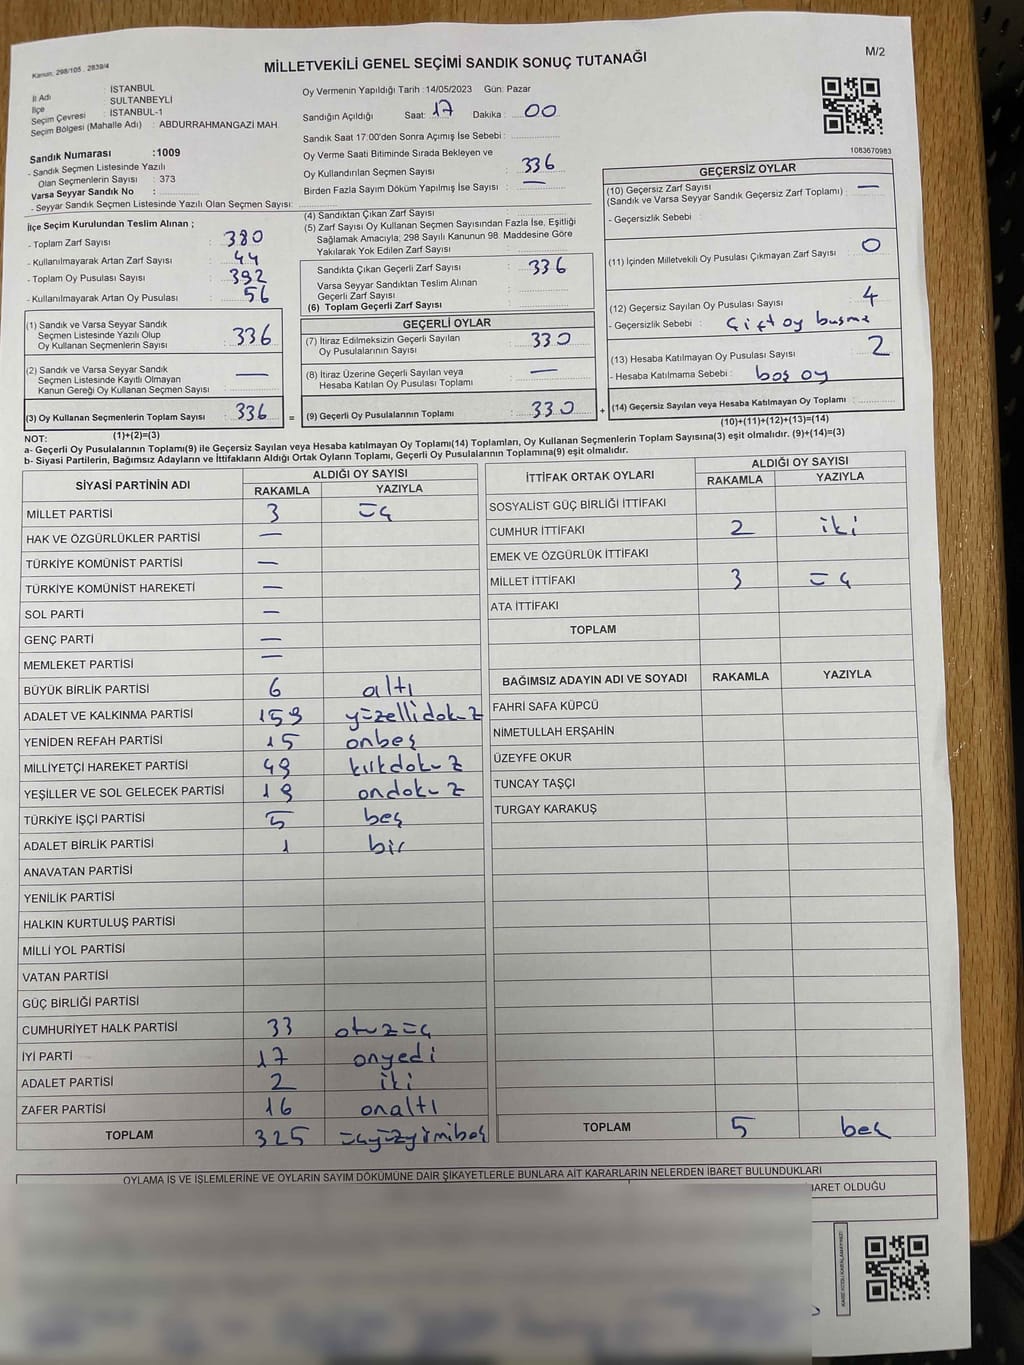 Kanun: 298/105 , 2839/4
MİLLETVEKİLİ GENEL SEÇİMİ SANDIK SONUÇ TUTANAĞI
M/2
İl Adı : İSTANBUL
İlçe : SULTANBEYLİ
Seçim Çevresi : İSTANBUL-1
Seçim Bölgesi (Mahalle Adı) : ABDURRAHMANGAZİ MAH.
Sandık Numarası :1009
- Sandık Seçmen Listesinde Yazılı
Olan Seçmenlerin Sayısı : 373
Varsa Seyyar Sandık No :
- Seyyar Sandık Seçmen Listesinde Yazılı Olan Seçmen Sayısı:
Oy Vermenin Yapıldığı Tarih :14/05/2023 Gün: Pazar
Sandığın Açıldığı Saat: 17 Dakika : 00
Sandık Saat 17:00'den Sonra Açımış İse Sebebi :
Oy Verme Saati Bitiminde Sırada Bekleyen ve
Oy Kullandırılan Seçmen Sayısı : 336
Birden Fazla Sayım Döküm Yapılmış İse Sayısı : —
1083670983
İlçe Seçim Kurulundan Teslim Alınan ;
- Toplam Zarf Sayısı : 380
- Kullanılmayarak Artan Zarf Sayısı : 44
- Toplam Oy Pusulası Sayısı : 392
- Kullanılmayarak Artan Oy Pusulası : 56
(1) Sandık ve Varsa Seyyar Sandık
Seçmen Listesinde Yazılı Olup
Oy Kullanan Seçmenlerin Sayısı : 336
(2) Sandık ve Varsa Seyyar Sandık
Seçmen Listesinde Kayıtlı Olmayan
Kanun Gereği Oy Kullanan Seçmen Sayısı : —
(3) Oy Kullanan Seçmenlerin Toplam Sayısı : 336 =
(1)+(2)=(3)
(4) Sandıktan Çıkan Zarf Sayısı :
(5) Zarf Sayısı Oy Kullanan Seçmen Sayısından Fazla İse, Eşitliği
Sağlamak Amacıyla; 298 Sayılı Kanunun 98. Maddesine Göre
Yakılarak Yok Edilen Zarf Sayısı :
Sandıkta Çıkan Geçerli Zarf Sayısı : 336
Varsa Seyyar Sandıktan Teslim Alınan
Geçerli Zarf Sayısı :
(6) Toplam Geçerli Zarf Sayısı :
GEÇERLİ OYLAR
(7) İtiraz Edilmeksizin Geçerli Sayılan
Oy Pusulalarının Sayısı : 330
(8) İtiraz Üzerine Geçerli Sayılan veya
Hesaba Katılan Oy Pusulası Toplamı : —
(9) Geçerli Oy Pusulalarının Toplamı : 330 +
GEÇERSİZ OYLAR
(10) Geçersiz Zarf Sayısı : —
(Sandık ve Varsa Seyyar Sandık Geçersiz Zarf Toplamı)
- Geçersizlik Sebebi :
(11) İçinden Milletvekili Oy Pusulası Çıkmayan Zarf Sayısı : 0
(12) Geçersiz Sayılan Oy Pusulası Sayısı : 4
- Geçersizlik Sebebi : Çift oy basma
(13) Hesaba Katılmayan Oy Pusulası Sayısı : 2
- Hesaba Katılmama Sebebi : boş oy
(14) Geçersiz Sayılan veya Hesaba Katılmayan Oy Toplamı :
(10)+(11)+(12)+(13)=(14)
NOT:
a- Geçerli Oy Pusulalarının Toplamı(9) ile Geçersiz Sayılan veya Hesaba katılmayan Oy Toplamı(14) Toplamları, Oy Kullanan Seçmenlerin Toplam Sayısına(3) eşit olmalıdır. (9)+(14)=(3)
b- Siyasi Partilerin, Bağımsız Adayların ve İttifakların Aldığı Ortak Oyların Toplamı, Geçerli Oy Pusulalarının Toplamına(9) eşit olmalıdır.
SİYASİ PARTİNİN ADI ALDIĞI OY SAYISI
RAKAMLA YAZIYLA
MİLLET PARTİSİ 3 üç
HAK VE ÖZGÜRLÜKLER PARTİSİ —
TÜRKİYE KOMÜNİST PARTİSİ —
TÜRKİYE KOMÜNİST HAREKETİ —
SOL PARTİ —
GENÇ PARTİ —
MEMLEKET PARTİSİ —
BÜYÜK BİRLİK PARTİSİ 6 altı
ADALET VE KALKINMA PARTİSİ 159 yüzellidokuz
YENİDEN REFAH PARTİSİ 15 onbeş
MİLLİYETÇİ HAREKET PARTİSİ 49 kırkdokuz
YEŞİLLER VE SOL GELECEK PARTİSİ 19 ondokuz
TÜRKİYE İŞÇİ PARTİSİ 5 beş
ADALET BİRLİK PARTİSİ 1 bir
ANAVATAN PARTİSİ
YENİLİK PARTİSİ
HALKIN KURTULUŞ PARTİSİ
MİLLİ YOL PARTİSİ
VATAN PARTİSİ
GÜÇ BİRLİĞİ PARTİSİ
CUMHURİYET HALK PARTİSİ 33 otuzüç
İYİ PARTİ 17 onyedi
ADALET PARTİSİ 2 iki
ZAFER PARTİSİ 16 onaltı
TOPLAM 325 üçyüzyirmibeş
İTTİFAK ORTAK OYLARI ALDIĞI OY SAYISI
RAKAMLA YAZIYLA
SOSYALİST GÜÇ BİRLİĞİ İTTİFAKI
CUMHUR İTTİFAKI 2 iki
EMEK VE ÖZGÜRLÜK İTTİFAKI
MİLLET İTTİFAKI 3 üç
ATA İTTİFAKI
TOPLAM
BAĞIMSIZ ADAYIN ADI VE SOYADI RAKAMLA YAZIYLA
FAHRİ SAFA KÜPCÜ
NİMETULLAH ERŞAHİN
ÜZEYFE OKUR
TUNCAY TAŞÇI
TURGAY KARAKUŞ
TOPLAM 5 beş
OYLAMA İŞ VE İŞLEMLERİNE VE OYLARIN SAYIM DÖKÜMÜNE DAİR ŞİKAYETLERLE BUNLARA AİT KARARLARIN NELERDEN İBARET BULUNDUKLARI
İBARET OLDUĞU